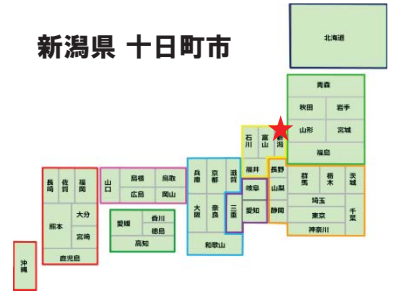 新潟県 十日町市
北海道
青森
秋田 岩手
山形 宮城
福島
石川 富山 新潟
福井 長野
岐阜 山梨
愛知 静岡
群馬 栃木 茨城
埼玉
東京 千葉
神奈川
兵庫 京都 滋賀
大阪 奈良 三重
和歌山
山口 島根 鳥取
広島 岡山
愛媛 香川
徳島
高知
長崎 佐賀 福岡
熊本 大分
宮崎
鹿児島
沖縄